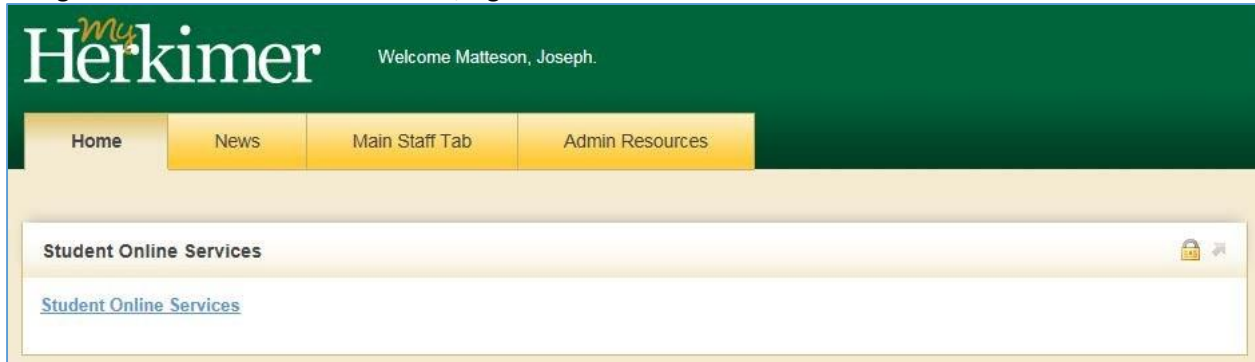 My
Herkimer
Welcome Matteson, Joseph.
Home News Main Staff Tab Admin Resources
Student Online Services
Student Online Services